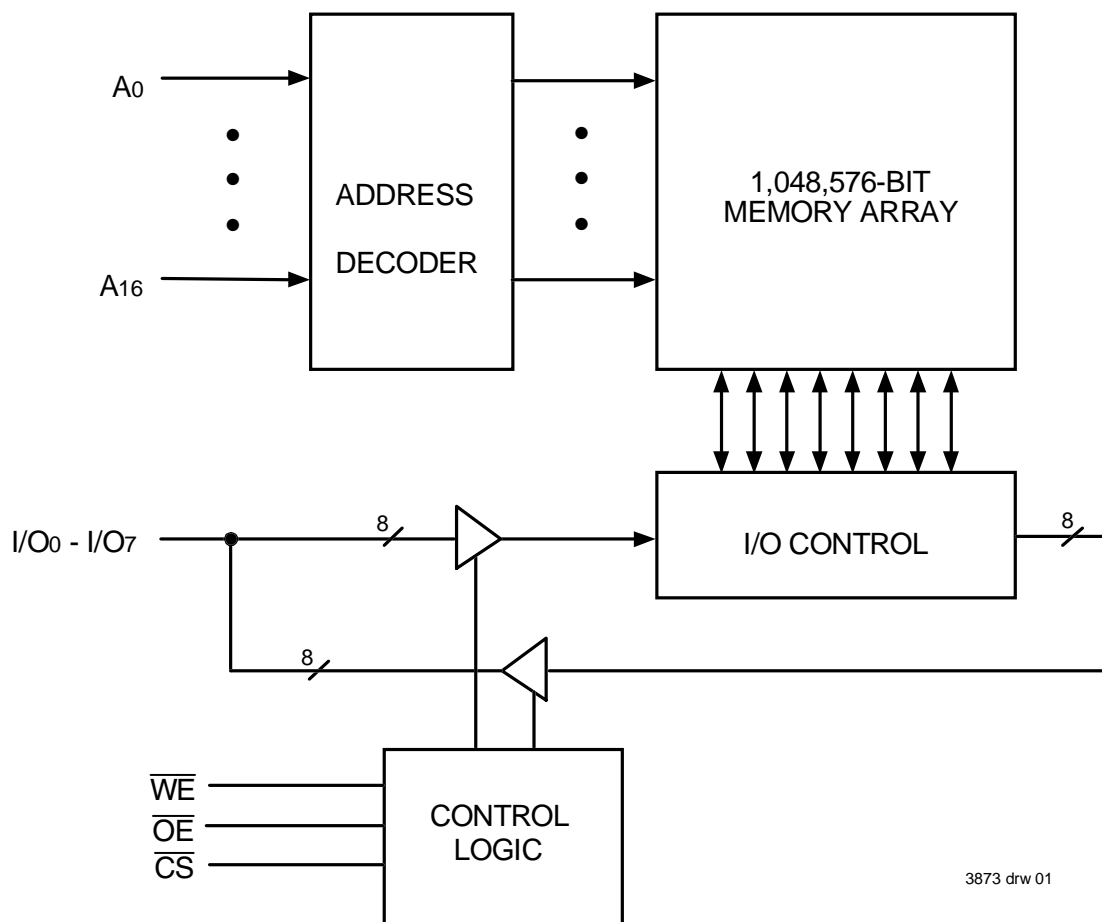 A0
A16
ADDRESS
DECODER
1,048,576-BIT
MEMORY ARRAY
I/O0 - I/O7
8
I/O CONTROL
8
8
WE
OE
CS
CONTROL
LOGIC
3873 drw 01